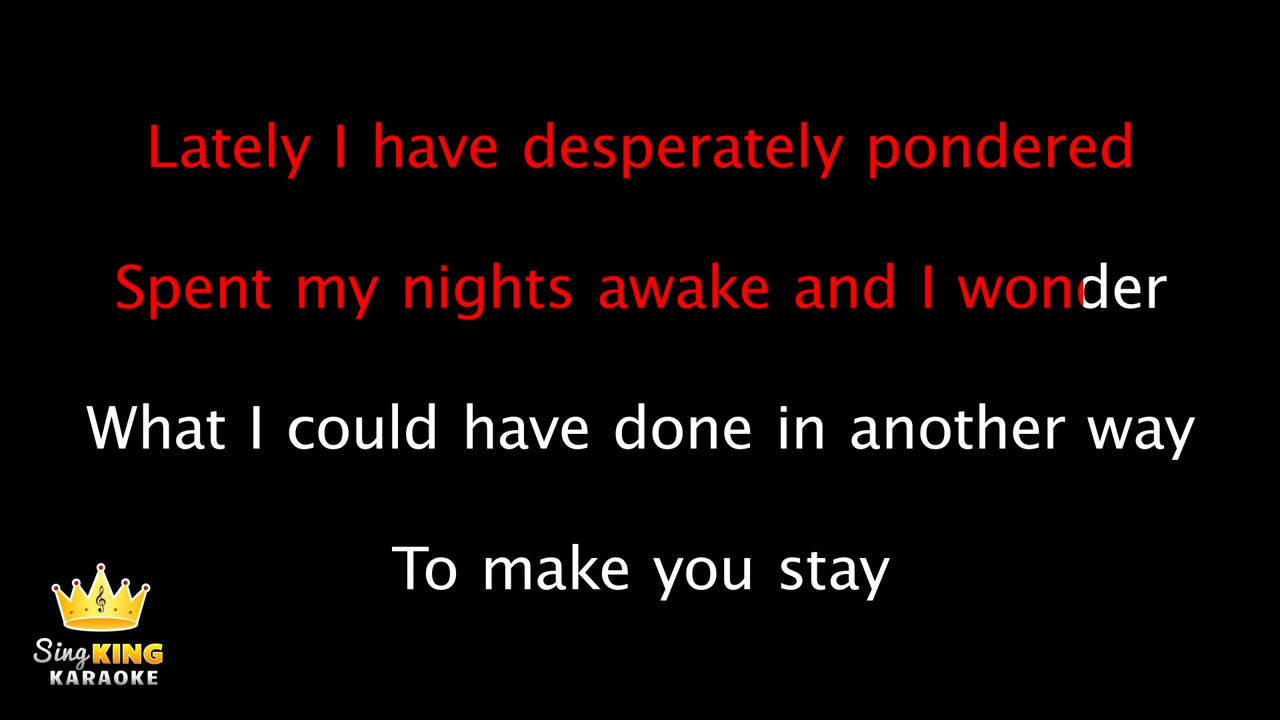 Lately I have desperately pondered
Spent my nights awake and I wonder
What I could have done in another way
To make you stay
Sing KING
KARAOKE